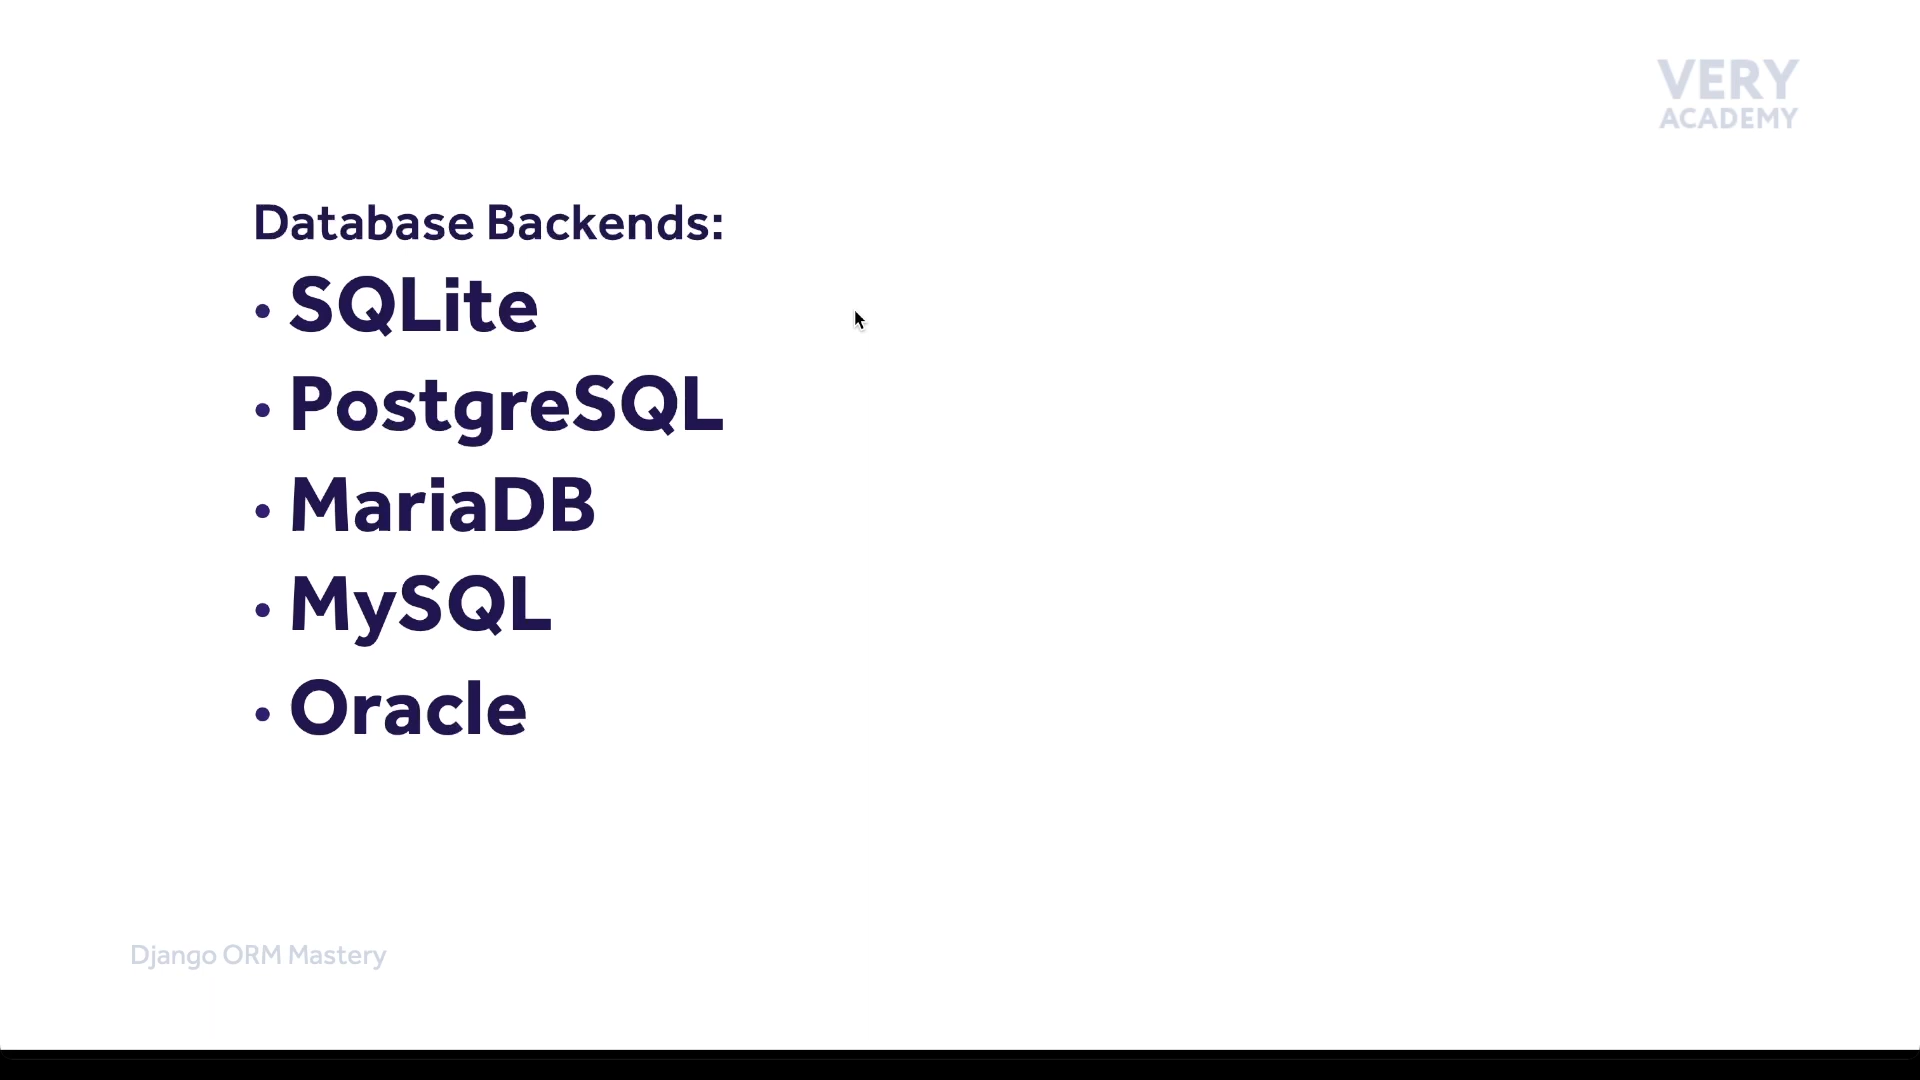 VERY
ACADEMY
Database Backends:
• SQLite
• PostgreSQL
• MariaDB
• MySQL
• Oracle
Django ORM Mastery